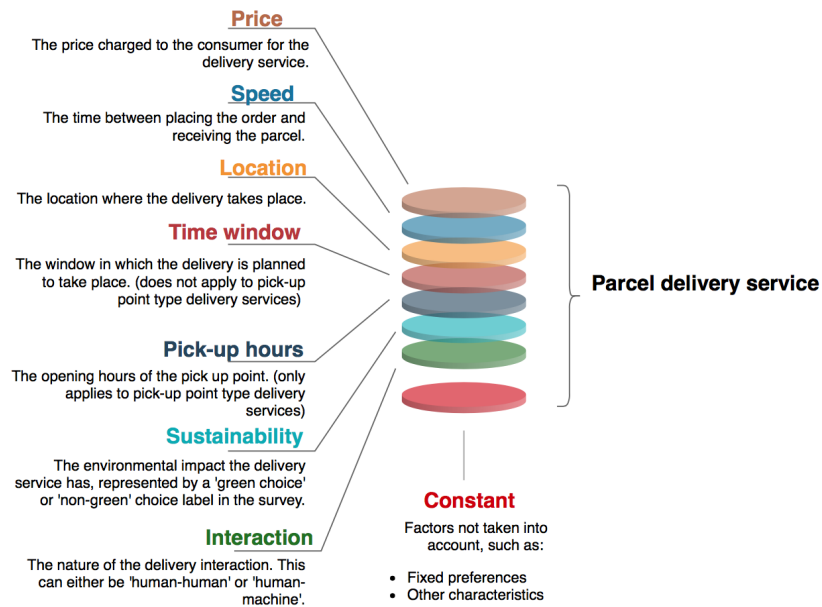 Price
The price charged to the consumer for the
delivery service.
Speed
The time between placing the order and
receiving the parcel.
Location
The location where the delivery takes place.
Time window
The window in which the delivery is planned
to take place. (does not apply to pick-up
point type delivery services)
Pick-up hours
The opening hours of the pick up point. (only
applies to pick-up point type delivery
services)
Sustainability
The environmental impact the delivery
service has, represented by a 'green choice'
or 'non-green' choice label in the survey.
Interaction
The nature of the delivery interaction. This
can either be 'human-human' or 'human-
machine'.
Parcel delivery service
Constant
Factors not taken into
account, such as:
• Fixed preferences
• Other characteristics